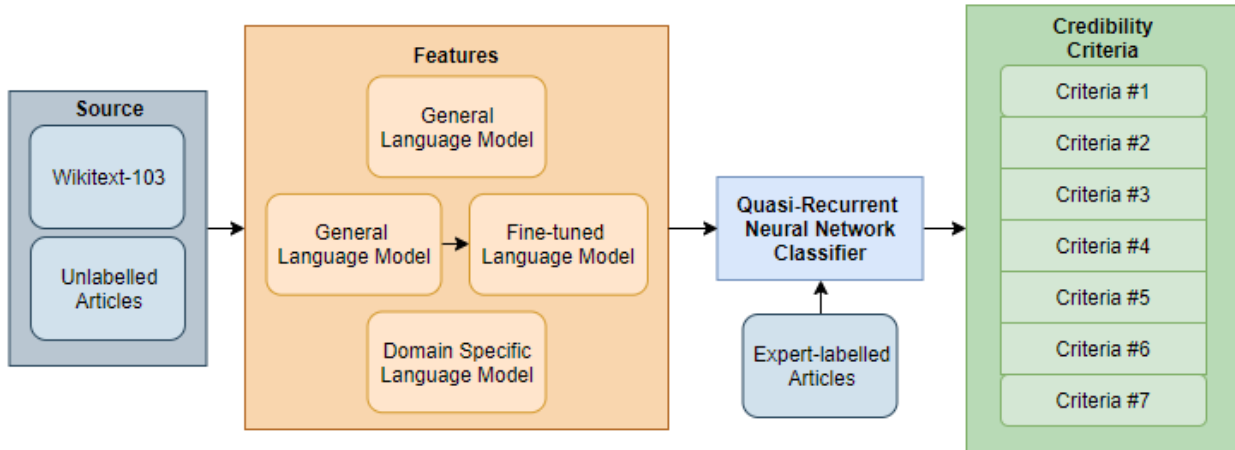 Source
Wikitext-103
Unlabelled
Articles
Features
General
Language Model
General
Language Model
Fine-tuned
Language Model
Domain Specific
Language Model
Quasi-Recurrent
Neural Network
Classifier
Expert-labelled
Articles
Credibility
Criteria
Criteria #1
Criteria #2
Criteria #3
Criteria #4
Criteria #5
Criteria #6
Criteria #7